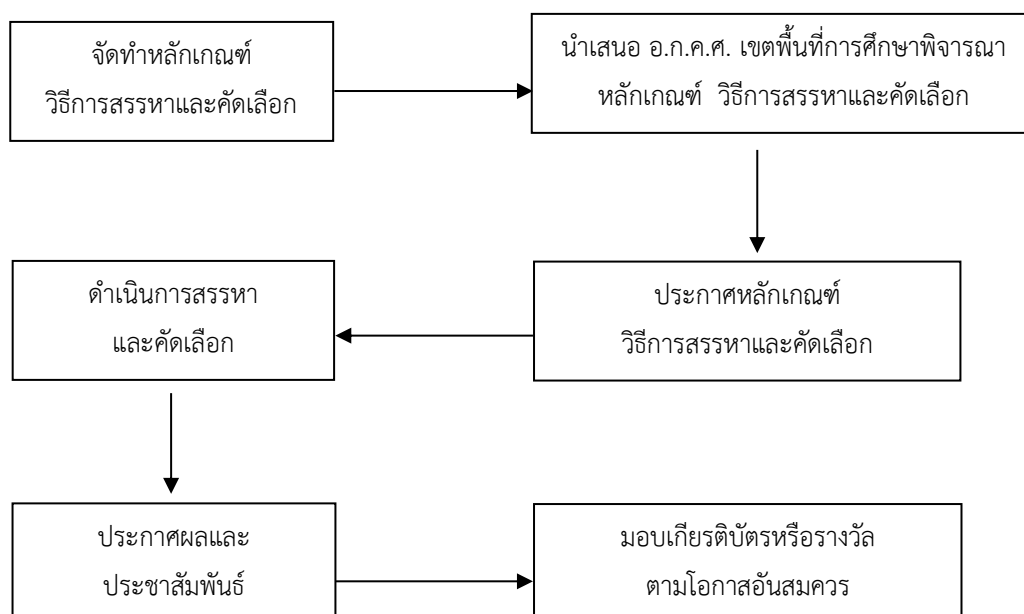 จัดทำหลักเกณฑ์
วิธีการสรรหาและคัดเลือก
นำเสนอ อ.ก.ค.ศ. เขตพื้นที่การศึกษาพิจารณา
หลักเกณฑ์ วิธีการสรรหาและคัดเลือก
ประกาศหลักเกณฑ์
วิธีการสรรหาและคัดเลือก
ดำเนินการสรรหา
และคัดเลือก
ประกาศผลและ
ประชาสัมพันธ์
มอบเกียรติบัตรหรือรางวัล
ตามโอกาสอันสมควร